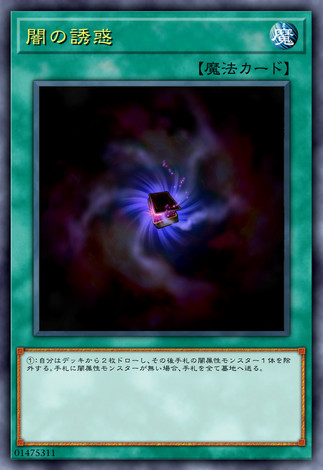 闇の誘惑
魔
【魔法カード】
①:自分はデッキから２枚ドローし、その後手札の闇属性モンスター１体を除
外する。手札に闇属性モンスターが無い場合、手札を全て墓地へ送る。
01475311